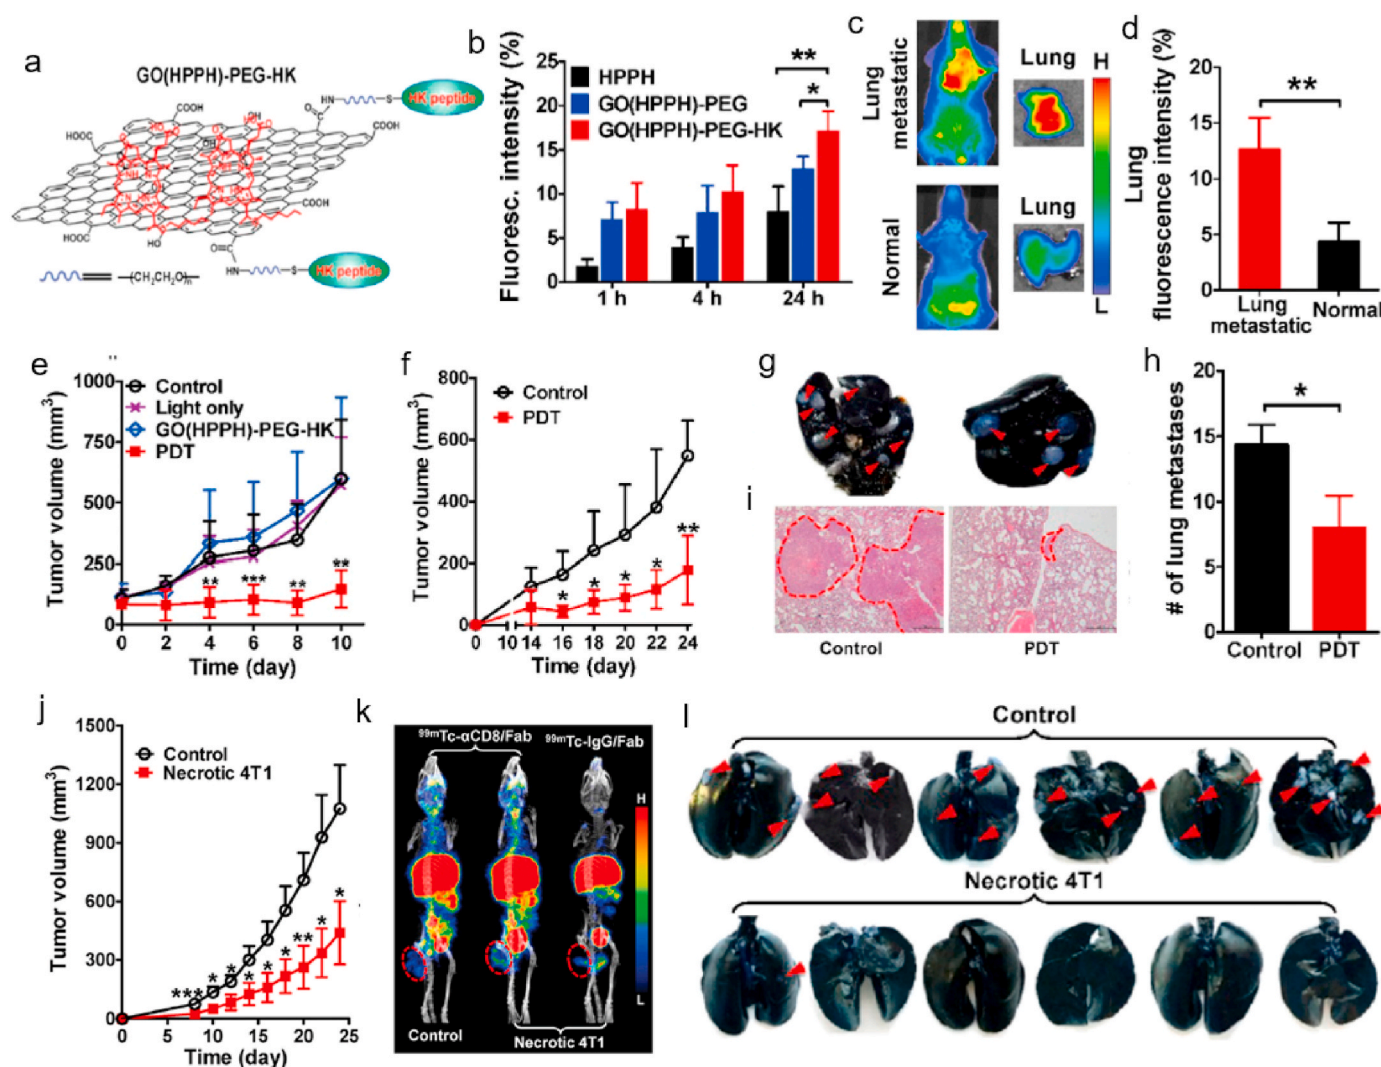 a
GO(HPPH)-PEG-HK
COOH
COOH
HN
S
HK peptide
COOH
COOH
HOOC
HOOC
HO
HN
S
HK peptide
(CH2CH2O)m
b
Fluoresc. intensity (%)
25
20
15
10
5
0
HPPH
GO(HPPH)-PEG
GO(HPPH)-PEG-HK
**
*
1 h
4 h
24 h
c
Lung
metastatic
Normal
Lung
Lung
H
L
d
Lung
fluorescence intensity (%)
20
15
10
5
0
**
Lung
metastatic
Normal
e
Tumor volume (mm³)
1000
750
500
250
0
Control
Light only
GO(HPPH)-PEG-HK
PDT
**
***
**
**
0 2 4 6 8 10
Time (day)
f
Tumor volume (mm³)
800
600
400
200
0
Control
PDT
*
*
*
*
**
0 10 14 16 18 20 22 24
Time (day)
g
i
Control
PDT
h
# of lung metastases
20
15
10
5
0
*
Control
PDT
j
Tumor volume (mm³)
1500
1200
900
600
300
0
Control
Necrotic 4T1
***
*
*
*
*
*
**
*
*
0 5 10 15 20 25
Time (day)
k
99mTc-αCD8/Fab
99mTc-IgG/Fab
H
L
Control
Necrotic 4T1
l
Control
Necrotic 4T1